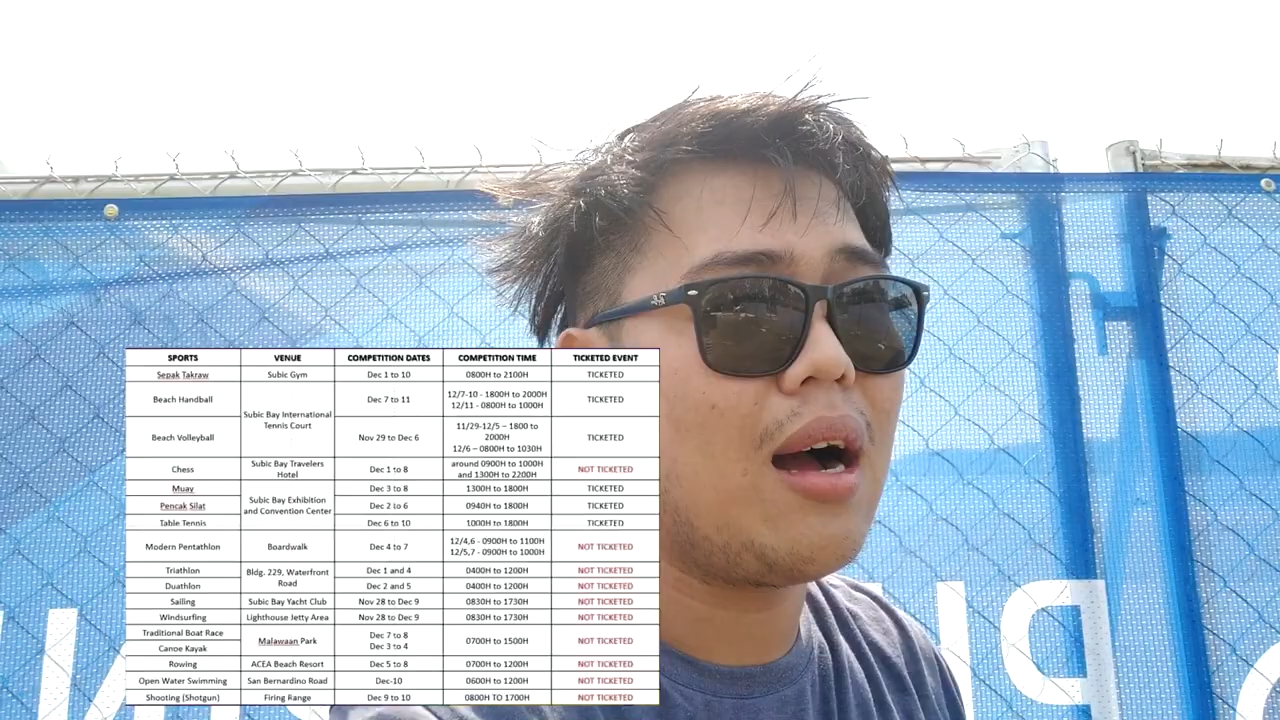 SPORTS VENUE COMPETITION DATES COMPETITION TIME TICKETED EVENT
Sepak Takraw Subic Gym Dec 1 to 10 0800H to 2100H TICKETED
Beach Handball Subic Bay International Tennis Court Dec 7 to 11 12/7-10 - 1800H to 2000H 12/11 - 0800H to 1000H TICKETED
Beach Volleyball Nov 29 to Dec 6 11/29-12/5 – 1800 to 2000H 12/6 – 0800H to 1030H TICKETED
Chess Subic Bay Travelers Hotel Dec 1 to 8 around 0900H to 1000H and 1300H to 2200H NOT TICKETED
Muay Subic Bay Exhibition and Convention Center Dec 3 to 8 1300H to 1800H TICKETED
Pencak Silat Dec 2 to 6 0940H to 1800H TICKETED
Table Tennis Dec 6 to 10 1000H to 1800H TICKETED
Modern Pentathlon Boardwalk Dec 4 to 7 12/4,6 - 0900H to 1100H 12/5,7 - 0900H to 1000H NOT TICKETED
Triathlon Bldg. 229, Waterfront Road Dec 1 and 4 0400H to 1200H NOT TICKETED
Duathlon Dec 2 and 5 0400H to 1200H NOT TICKETED
Sailing Subic Bay Yacht Club Nov 28 to Dec 9 0830H to 1730H NOT TICKETED
Windsurfing Lighthouse Jetty Area Nov 28 to Dec 9 0830H to 1730H NOT TICKETED
Traditional Boat Race Malawaan Park Dec 7 to 8 0700H to 1500H NOT TICKETED
Canoe Kayak Dec 3 to 4
Rowing ACEA Beach Resort Dec 5 to 8 0700H to 1200H NOT TICKETED
Open Water Swimming San Bernardino Road Dec-10 0600H to 1200H NOT TICKETED
Shooting (Shotgun) Firing Range Dec 9 to 10 0800H TO 1700H NOT TICKETED